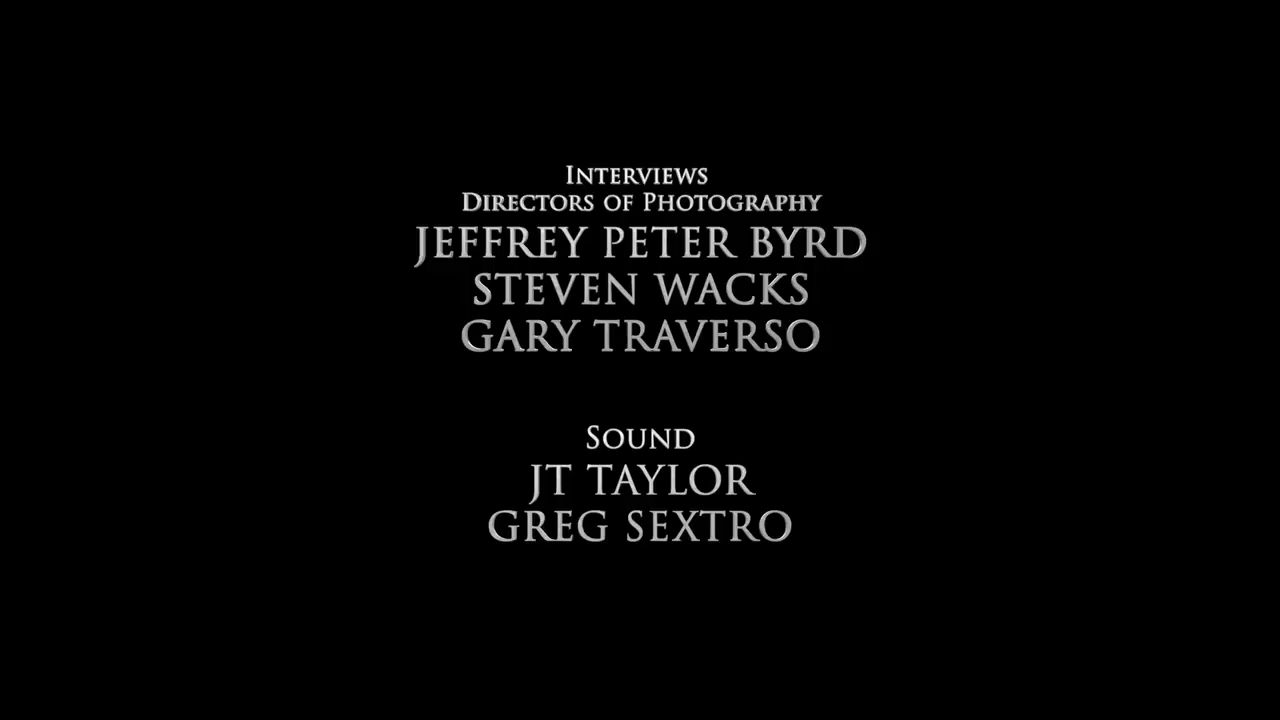 Interviews
Directors of Photography
JEFFREY PETER BYRD
STEVEN WACKS
GARY TRAVERSO
Sound
JT TAYLOR
GREG SEXTRO